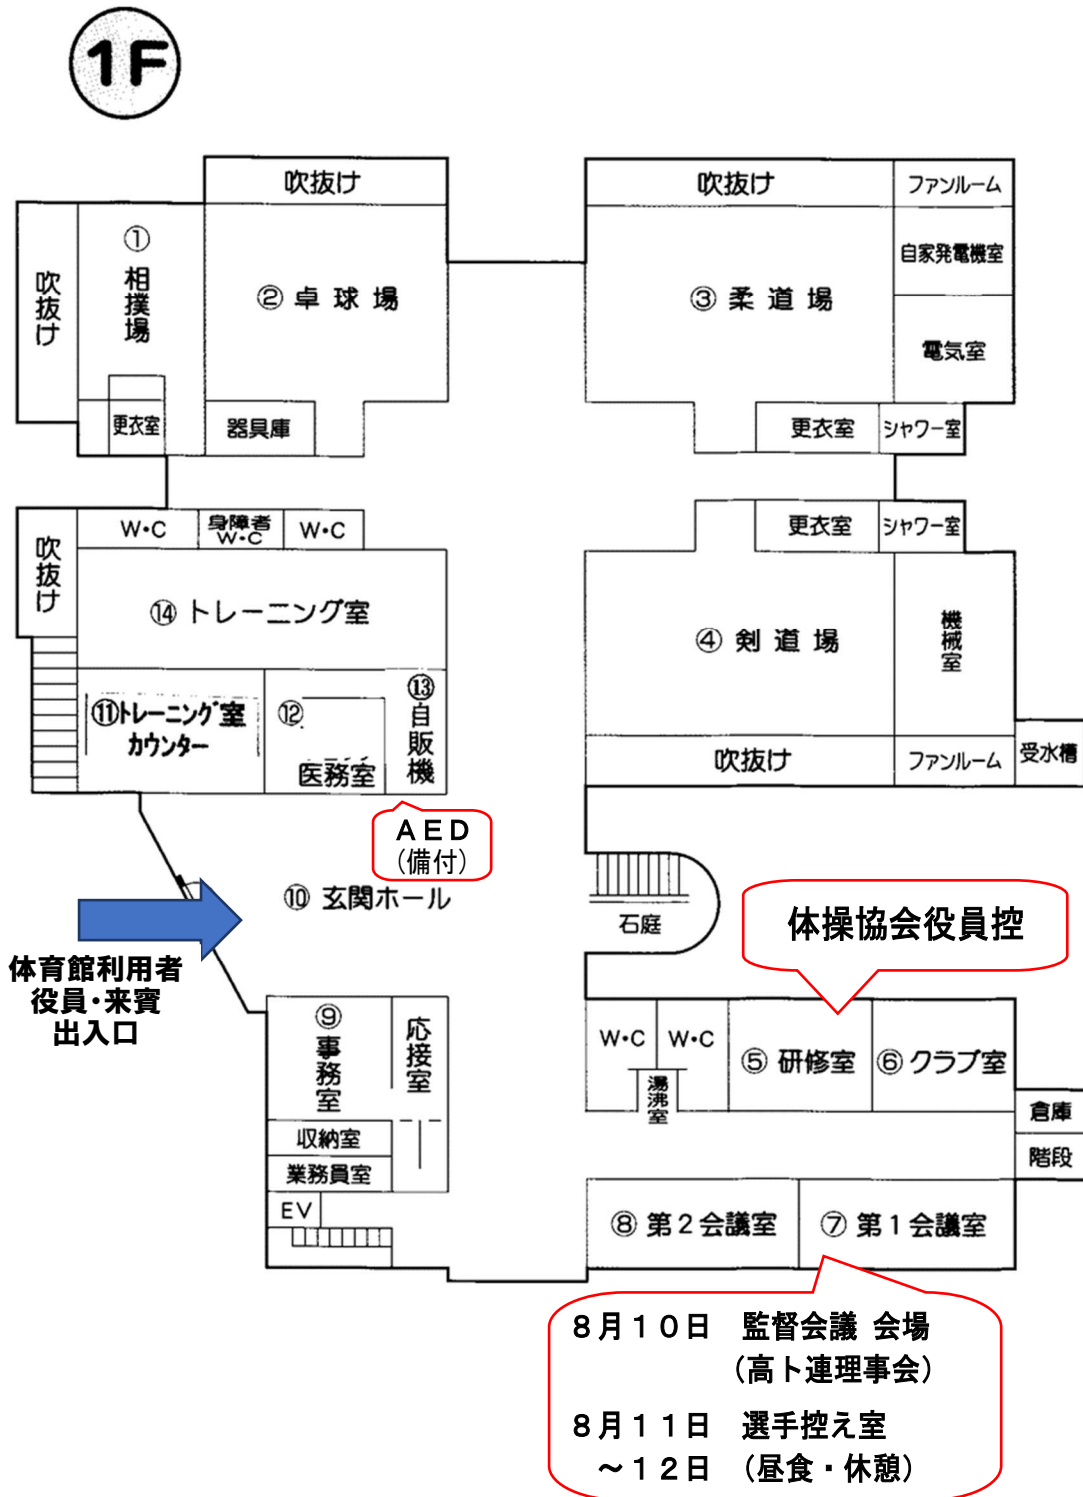 1F
吹抜け
吹抜け
ファンルーム
吹抜け
① 相撲場
② 卓球場
③ 柔道場
自家発電機室
電気室
更衣室
器具庫
更衣室
シャワー室
吹抜け
W・C
身障者
W・C
W・C
更衣室
シャワー室
⑭ トレーニング室
④ 剣道場
機械室
⑪トレーニング室
カウンター
⑫
医務室
⑬自販機
吹抜け
ファンルーム
受水槽
AED
(備付)
⑩ 玄関ホール
石庭
体操協会役員控
体育館利用者
役員・来賓
出入口
⑨ 事務室
応接室
W・C
W・C
湯沸室
⑤ 研修室
⑥ クラブ室
倉庫
階段
収納室
業務員室
EV
⑧ 第2会議室
⑦ 第1会議室
8月10日 監督会議 会場
(高ト連理事会)
8月11日 選手控え室
~12日 (昼食・休憩)